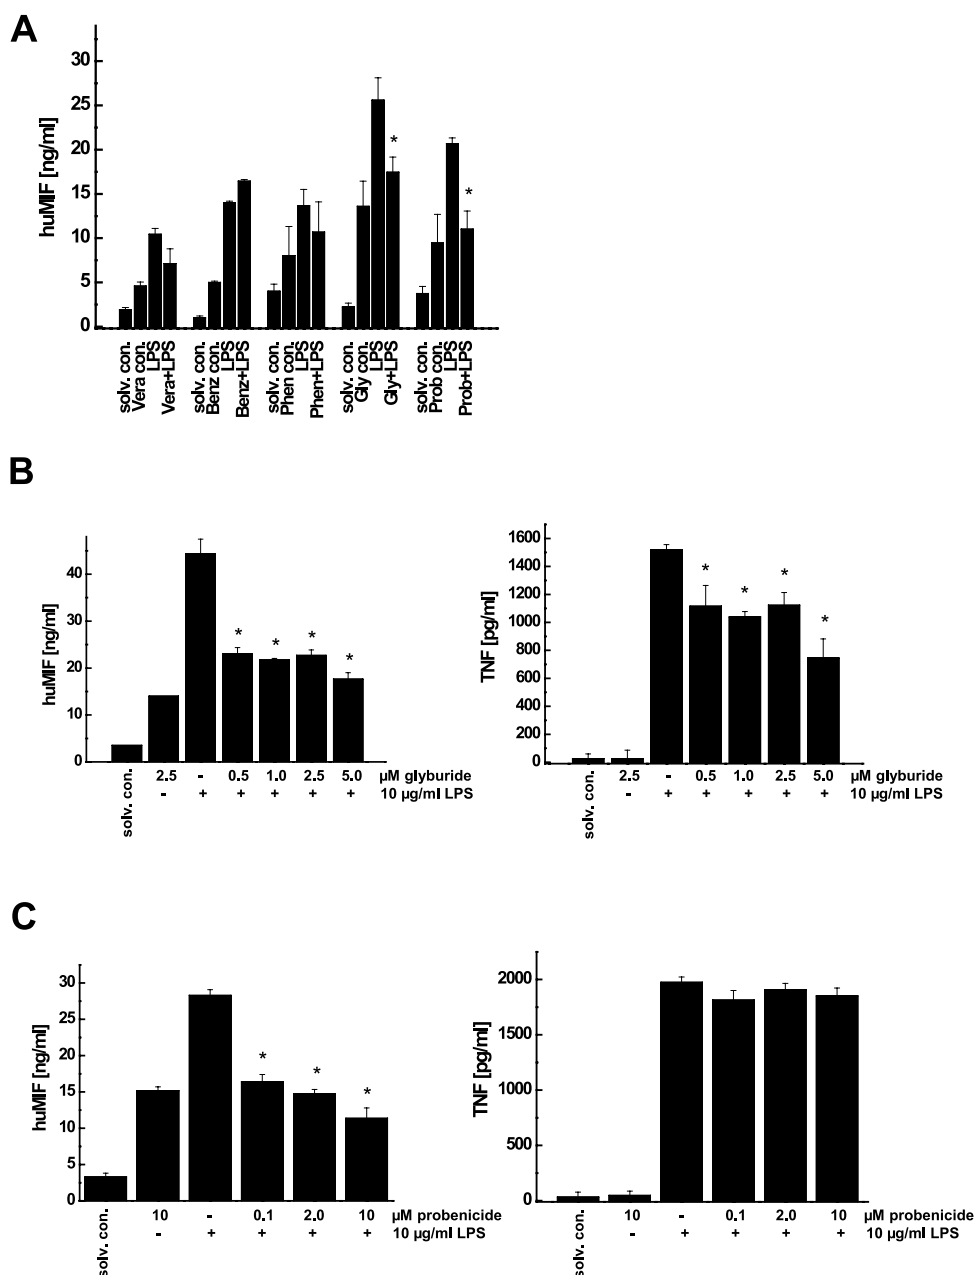 A
huMIF [ng/ml]
30
25
20
15
10
5
0
* *
solv. con. Vera con. LPS Vera+LPS solv. con. Benz con. LPS Benz+LPS solv. con. Phen con. LPS Phen+LPS solv. con. Gly con. LPS Gly+LPS solv. con. Prob con. LPS Prob+LPS
B
huMIF [ng/ml]
40
30
20
10
0
* * * *
solv. con. 2.5 - 0.5 1.0 2.5 5.0 µM glyburide
- + + + + + 10 µg/ml LPS
TNF [pg/ml]
1600
1400
1200
1000
800
600
400
200
0
* * * *
solv. con. 2.5 - 0.5 1.0 2.5 5.0 µM glyburide
- + + + + + 10 µg/ml LPS
C
huMIF [ng/ml]
30
25
20
15
10
5
0
* * *
solv. con. 10 - 0.1 2.0 10 µM probenicide
- + + + + 10 µg/ml LPS
TNF [pg/ml]
2000
1500
1000
500
0
solv. con. 10 - 0.1 2.0 10 µM probenicide
- + + + + 10 µg/ml LPS